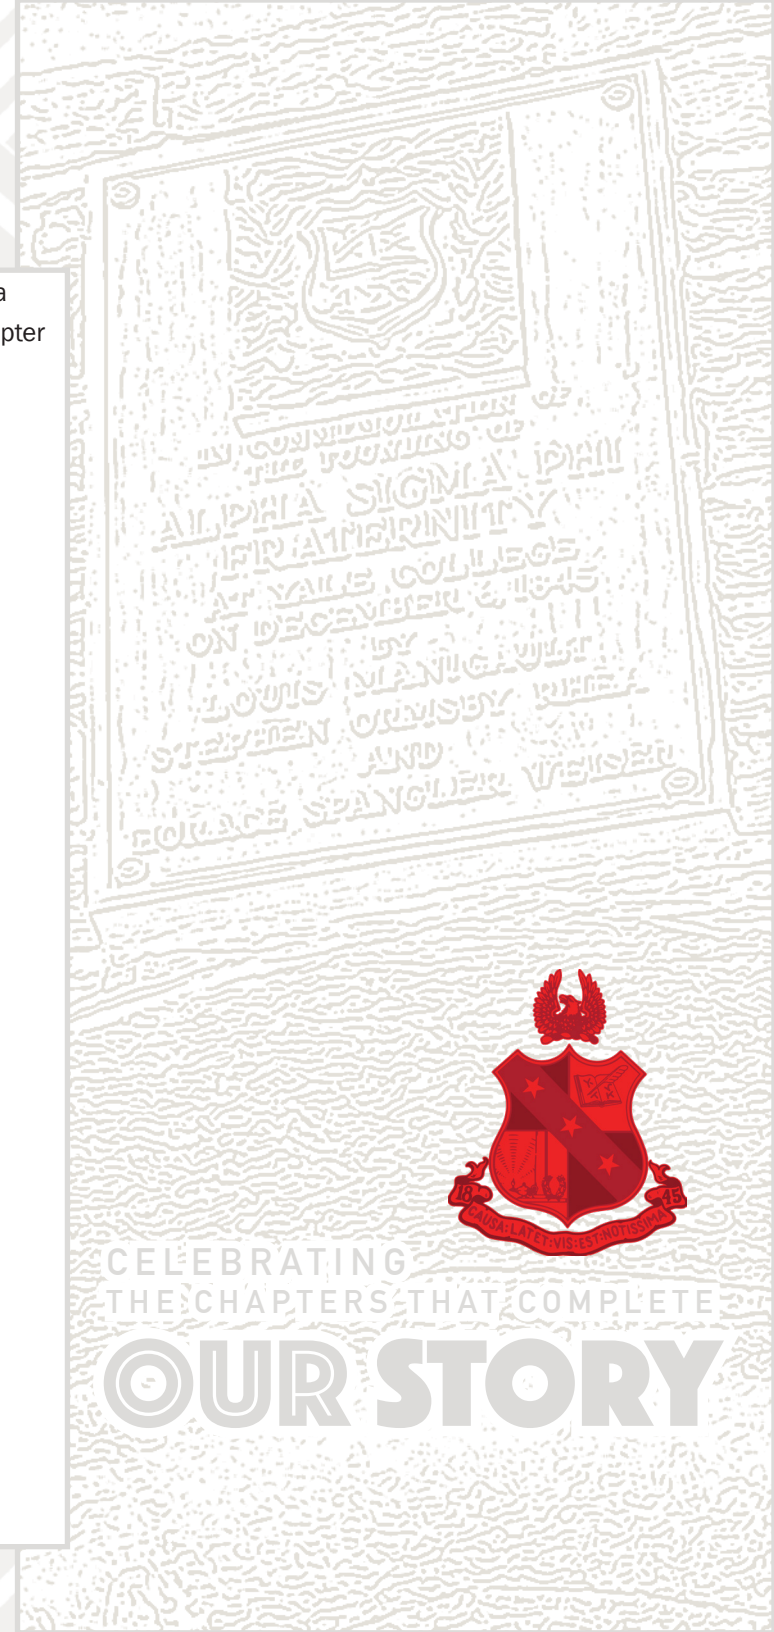 a
pter
IN COMMEMORATION OF
THE FOUNDING OF
ALPHA SIGMA PHI
FRATERNITY
AT YALE COLLEGE
ON DECEMBER 6, 1845
BY
LOUIS MANIGAULT
STEPHEN ORMSBY RHEA
AND
HORACE SPANGLER WEISER
18 45
CAUSA:LATET:VIS:EST:NOTISSIMA
CELEBRATING
THE CHAPTERS THAT COMPLETE
OUR STORY